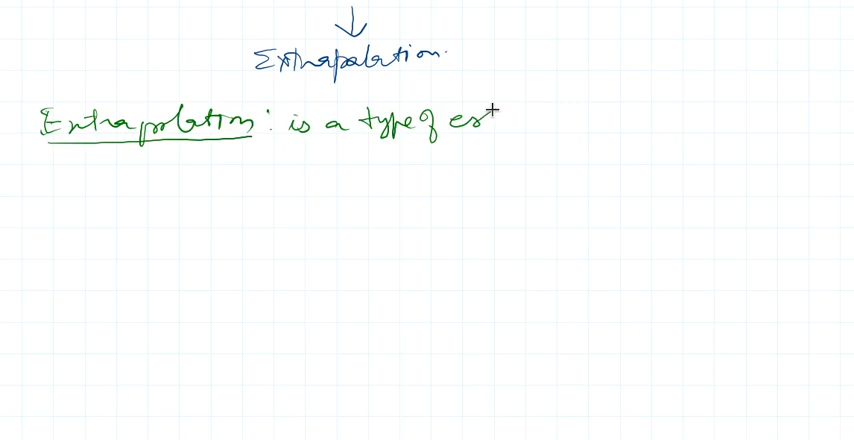 Extrapolation.
Extrapolation : is a type of es